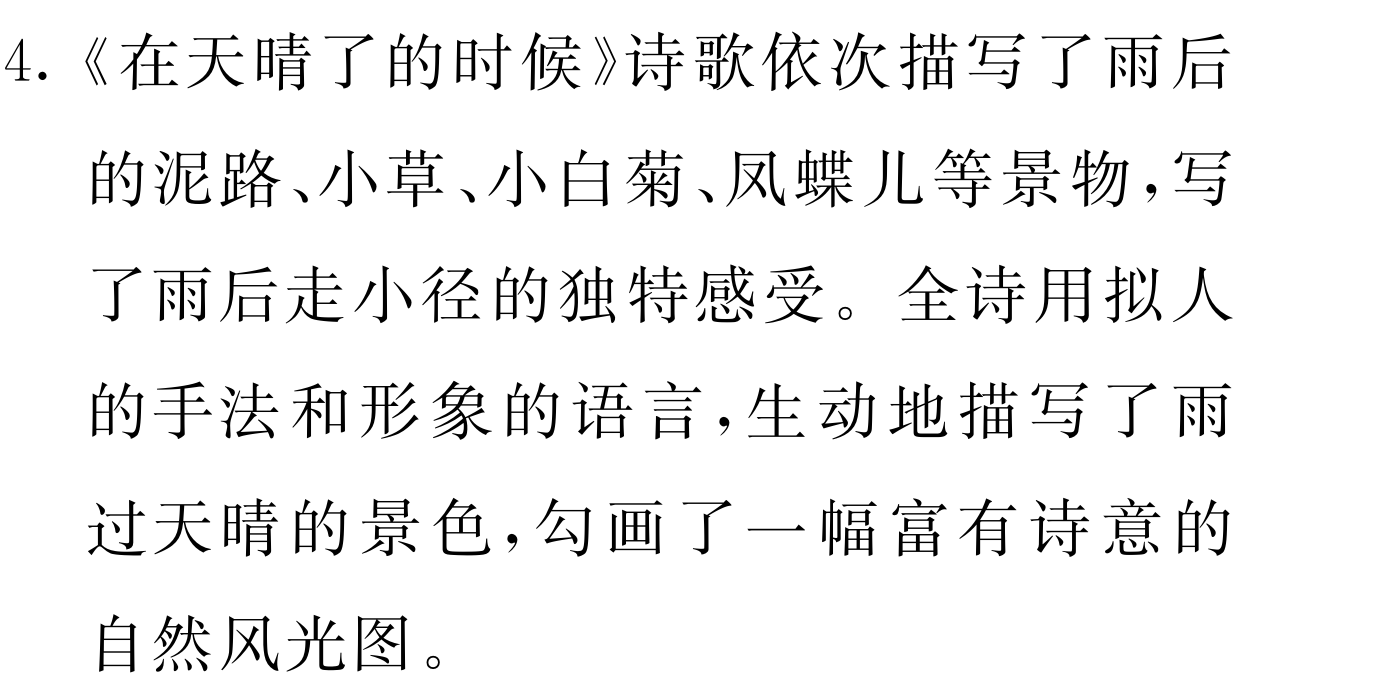 4.《在天晴了的时候》诗歌依次描写了雨后
的泥路、小草、小白菊、凤蝶儿等景物,写
了雨后走小径的独特感受。全诗用拟人
的手法和形象的语言,生动地描写了雨
过天晴的景色,勾画了一幅富有诗意的
自然风光图。